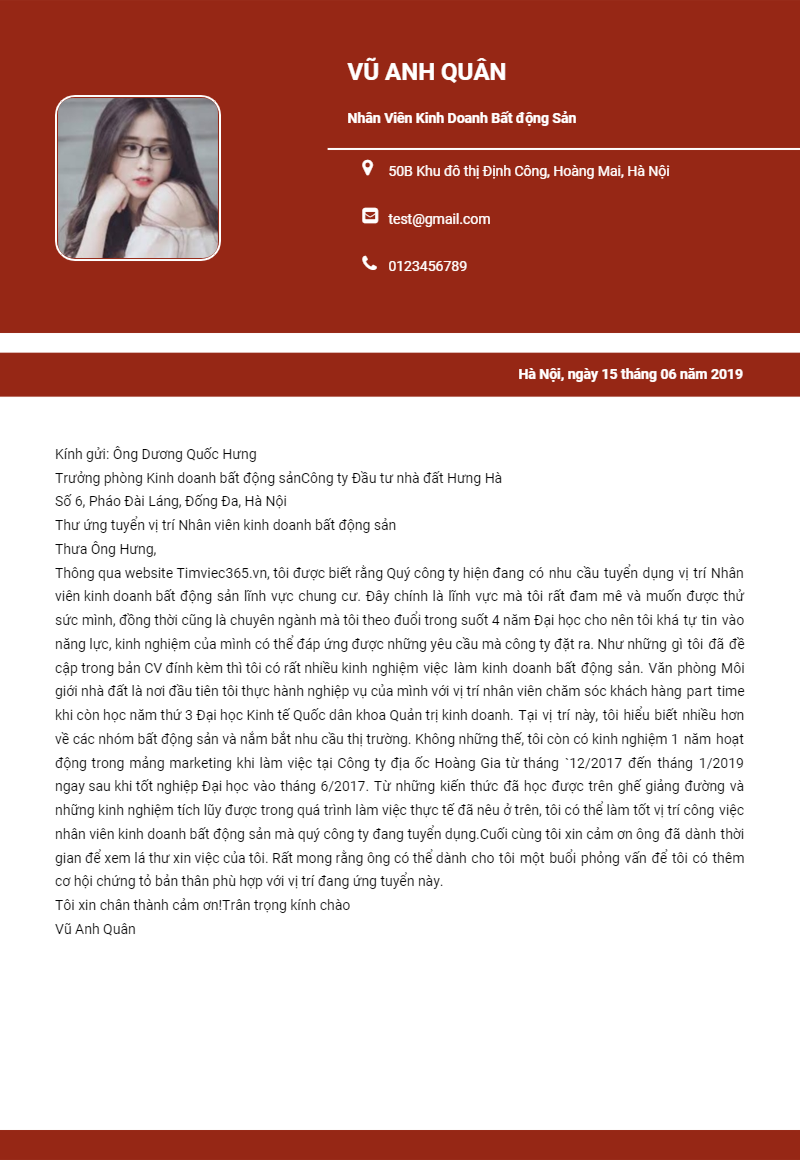 VŨ ANH QUÂN
Nhân Viên Kinh Doanh Bất động Sản
50B Khu đô thị Định Công, Hoàng Mai, Hà Nội
test@gmail.com
0123456789
Hà Nội, ngày 15 tháng 06 năm 2019
Kính gửi: Ông Dương Quốc Hưng
Trưởng phòng Kinh doanh bất động sảnCông ty Đầu tư nhà đất Hưng Hà
Số 6, Pháo Đài Láng, Đống Đa, Hà Nội
Thư ứng tuyển vị trí Nhân viên kinh doanh bất động sản
Thưa Ông Hưng,
Thông qua website Timviec365.vn, tôi được biết rằng Quý công ty hiện đang có nhu cầu tuyển dụng vị trí Nhân
viên kinh doanh bất động sản lĩnh vực chung cư. Đây chính là lĩnh vực mà tôi rất đam mê và muốn được thử
sức mình, đồng thời cũng là chuyên ngành mà tôi theo đuổi trong suốt 4 năm Đại học cho nên tôi khá tự tin vào
năng lực, kinh nghiệm của mình có thể đáp ứng được những yêu cầu mà công ty đặt ra. Như những gì tôi đã đề
cập trong bản CV đính kèm thì tôi có rất nhiều kinh nghiệm việc làm kinh doanh bất động sản. Văn phòng Môi
giới nhà đất là nơi đầu tiên tôi thực hành nghiệp vụ của mình với vị trí nhân viên chăm sóc khách hàng part time
khi còn học năm thứ 3 Đại học Kinh tế Quốc dân khoa Quản trị kinh doanh. Tại vị trí này, tôi hiểu biết nhiều hơn
về các nhóm bất động sản và nắm bắt nhu cầu thị trường. Không những thế, tôi còn có kinh nghiệm 1 năm hoạt
động trong mảng marketing khi làm việc tại Công ty địa ốc Hoàng Gia từ tháng `12/2017 đến tháng 1/2019
ngay sau khi tốt nghiệp Đại học vào tháng 6/2017. Từ những kiến thức đã học được trên ghế giảng đường và
những kinh nghiệm tích lũy được trong quá trình làm việc thực tế đã nêu ở trên, tôi có thể làm tốt vị trí công việc
nhân viên kinh doanh bất động sản mà quý công ty đang tuyển dụng.Cuối cùng tôi xin cảm ơn ông đã dành thời
gian để xem lá thư xin việc của tôi. Rất mong rằng ông có thể dành cho tôi một buổi phỏng vấn để tôi có thêm
cơ hội chứng tỏ bản thân phù hợp với vị trí đang ứng tuyển này.
Tôi xin chân thành cảm ơn!Trân trọng kính chào
Vũ Anh Quân